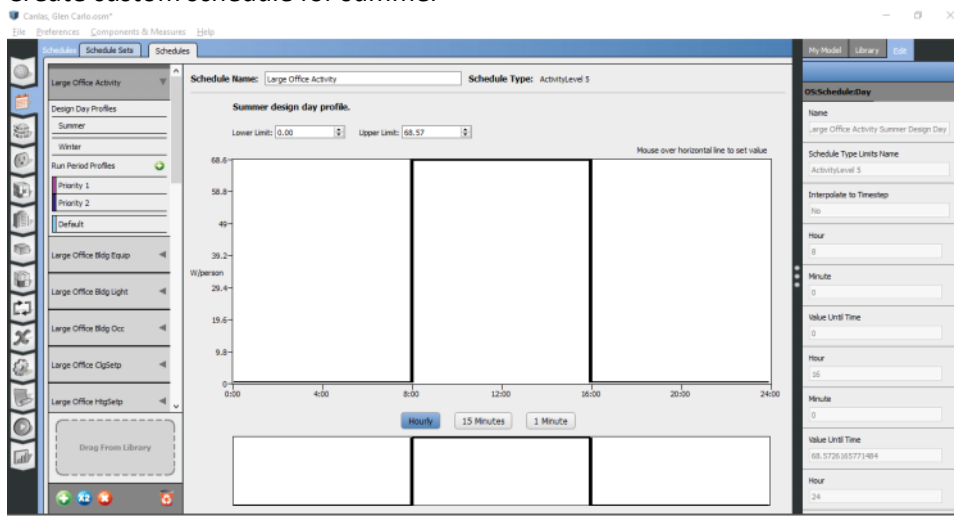 Create custom schedule for summer
Canlas, Glen Carlo.osm*
File Preferences Components & Measures Help
Schedules Schedule Sets Schedules
My Model Library Edit
Large Office Activity
Design Day Profiles
Summer
Winter
Run Period Profiles
Priority 1
Priority 2
Default
Large Office Bldg Equip
Large Office Bldg Light
Large Office Bldg Occ
Large Office ClgSetp
Large Office HtgSetp
Drag From Library
X2
Schedule Name: Large Office Activity Schedule Type: ActivityLevel 5
Summer design day profile.
Lower Limit: 0.00 Upper Limit: 68.57
Mouse over horizontal line to set value
68.6
58.8
49
39.2
W/person
29.4
19.6
9.8
0
0:00 4:00 8:00 12:00 16:00 20:00 24:00
Hourly 15 Minutes 1 Minute
OS:Schedule:Day
Name
arge Office Activity Summer Design Day
Schedule Type Limits Name
ActivityLevel 5
Interpolate to Timestep
No
Hour
8
Minute
0
Value Until Time
0
Hour
16
Minute
0
Value Until Time
68.5726165771484
Hour
24